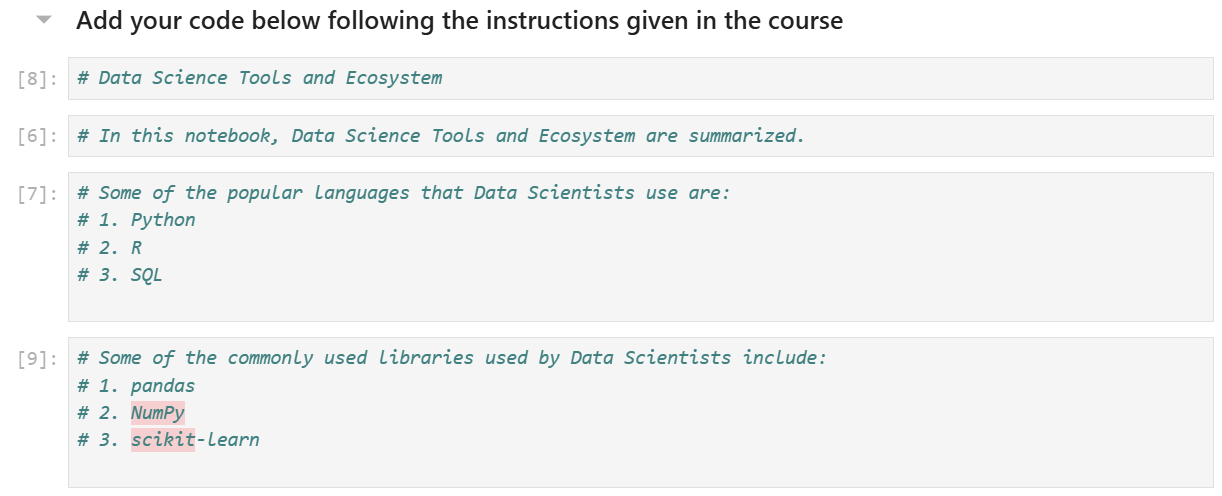 Add your code below following the instructions given in the course
[8]: # Data Science Tools and Ecosystem
[6]: # In this notebook, Data Science Tools and Ecosystem are summarized.
[7]: # Some of the popular languages that Data Scientists use are:
# 1. Python
# 2. R
# 3. SQL
[9]: # Some of the commonly used libraries used by Data Scientists include:
# 1. pandas
# 2. NumPy
# 3. scikit-learn